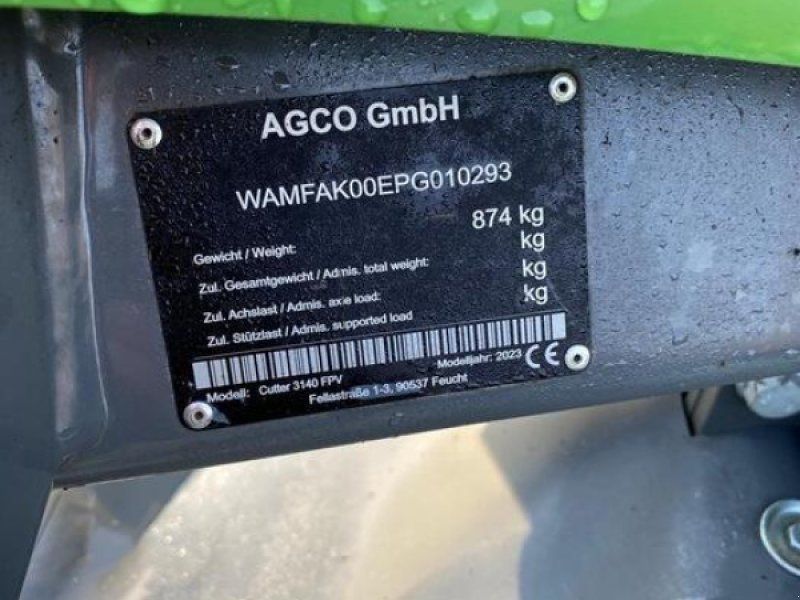 AGCO GmbH
WAMFAK00EPG010293
Gewicht / Weight: 874 kg
Zul. Gesamtgewicht / Admis. total weight: kg
Zul. Achslast / Admis. axle load: kg
Zul. Stützlast / Admis. supported load kg
Modell: Cutter 3140 FPV Modelljahr: 2023 CE
Fellastraße 1-3, 90537 Feucht